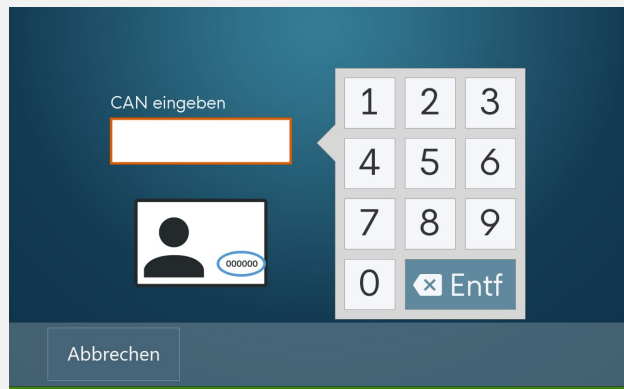 CAN eingeben
000000
1 2 3
4 5 6
7 8 9
0 Entf
Abbrechen